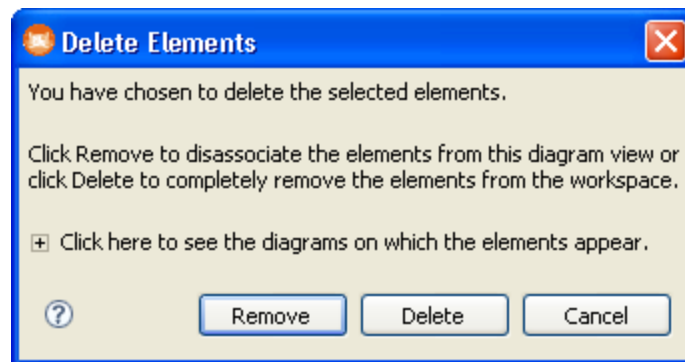 Delete Elements
You have chosen to delete the selected elements.
Click Remove to disassociate the elements from this diagram view or
click Delete to completely remove the elements from the workspace.
Click here to see the diagrams on which the elements appear.
Remove Delete Cancel